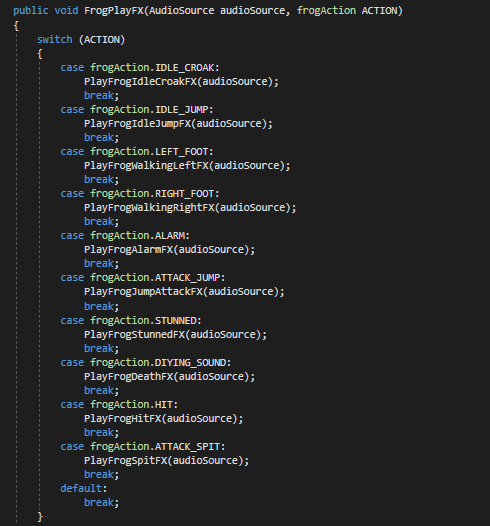 public void FrogPlayFX(AudioSource audioSource, frogAction ACTION)
{
switch (ACTION)
{
case frogAction.IDLE_CROAK:
PlayFrogIdleCroakFX(audioSource);
break;
case frogAction.IDLE_JUMP:
PlayFrogIdleJumpFX(audioSource);
break;
case frogAction.LEFT_FOOT:
PlayFrogWalkingLeftFX(audioSource);
break;
case frogAction.RIGHT_FOOT:
PlayFrogWalkingRightFX(audioSource);
break;
case frogAction.ALARM:
PlayFrogAlarmFX(audioSource);
break;
case frogAction.ATTACK_JUMP:
PlayFrogJumpAttackFX(audioSource);
break;
case frogAction.STUNNED:
PlayFrogStunnedFX(audioSource);
break;
case frogAction.DIYING_SOUND:
PlayFrogDeathFX(audioSource);
break;
case frogAction.HIT:
PlayFrogHitFX(audioSource);
break;
case frogAction.ATTACK_SPIT:
PlayFrogSpitFX(audioSource);
break;
default:
break;
}